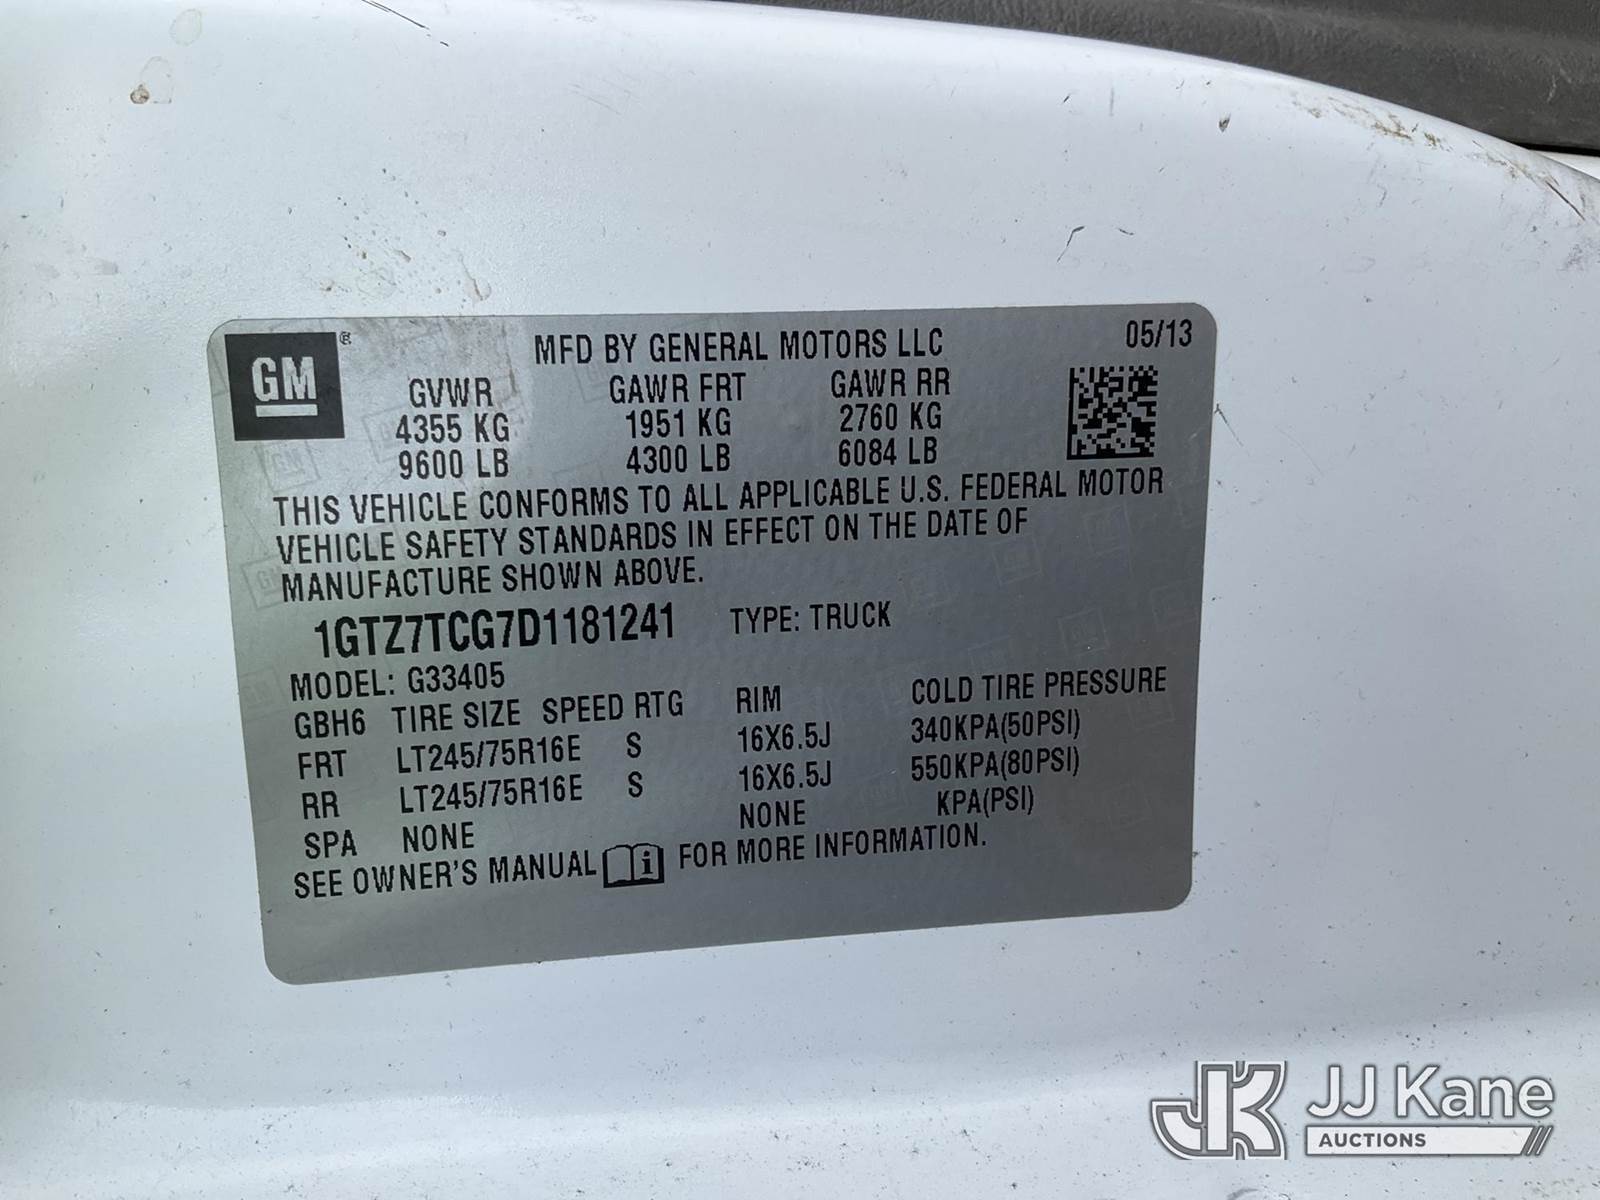 GM ® MFD BY GENERAL MOTORS LLC 05/13
GVWR GAWR FRT GAWR RR
4355 KG 1951 KG 2760 KG
9600 LB 4300 LB 6084 LB
THIS VEHICLE CONFORMS TO ALL APPLICABLE U.S. FEDERAL MOTOR
VEHICLE SAFETY STANDARDS IN EFFECT ON THE DATE OF
MANUFACTURE SHOWN ABOVE.
1GTZ7TCG7D1181241 TYPE: TRUCK
MODEL: G33405
GBH6 TIRE SIZE SPEED RTG RIM COLD TIRE PRESSURE
FRT LT245/75R16E S 16X6.5J 340KPA(50PSI)
RR LT245/75R16E S 16X6.5J 550KPA(80PSI)
SPA NONE NONE KPA(PSI)
SEE OWNER'S MANUAL i FOR MORE INFORMATION.
JK JJ Kane
AUCTIONS